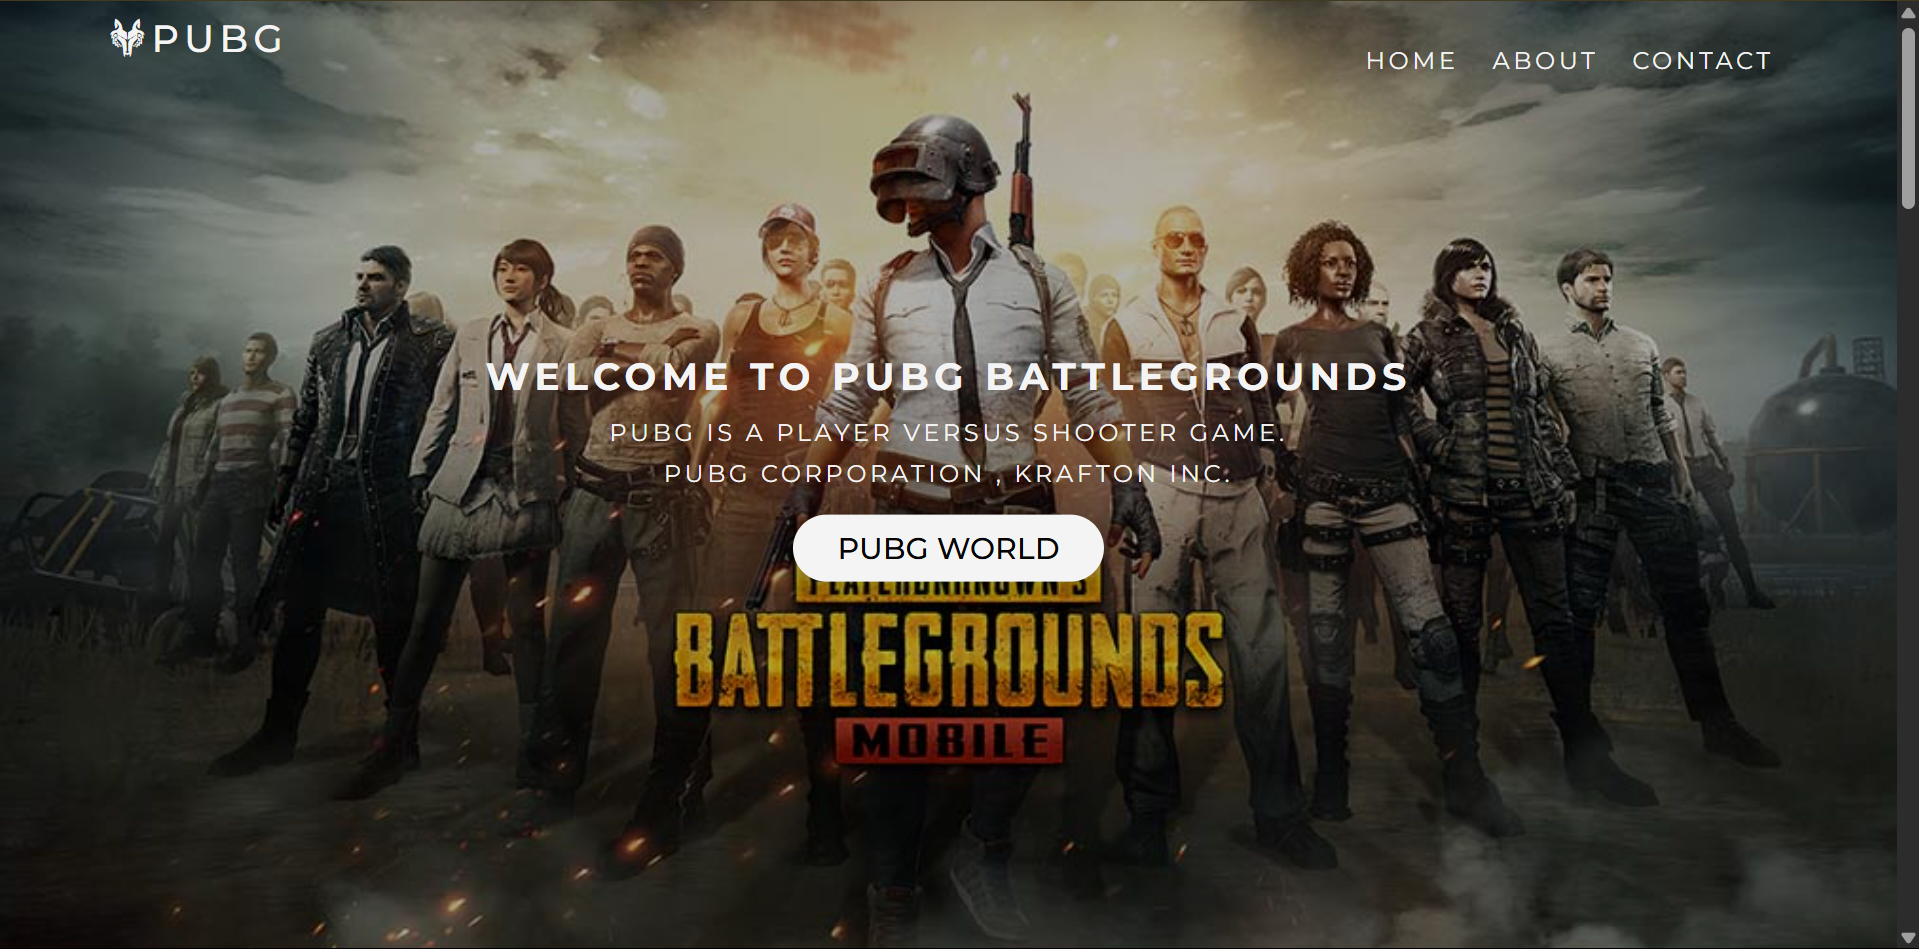 PUBG
HOME ABOUT CONTACT
WELCOME TO PUBG BATTLEGROUNDS
PUBG IS A PLAYER VERSUS SHOOTER GAME.
PUBG CORPORATION , KRAFTON INC.
PUBG WORLD
PLAYERUNKNOWN'S
BATTLEGROUNDS
MOBILE